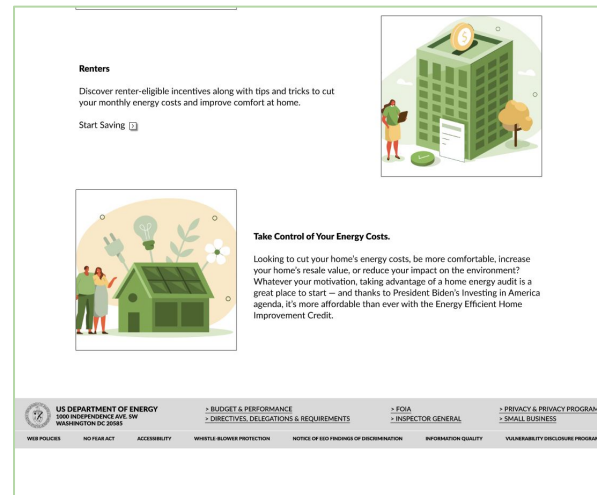 Renters
Discover renter-eligible incentives along with tips and tricks to cut
your monthly energy costs and improve comfort at home.
Start Saving
$
Take Control of Your Energy Costs.
Looking to cut your home's energy costs, be more comfortable, increase
your home's resale value, or reduce your impact on the environment?
Whatever your motivation, taking advantage of a home energy audit is a
great place to start — and thanks to President Biden's Investing in America
agenda, it's more affordable than ever with the Energy Efficient Home
Improvement Credit.
US DEPARTMENT OF ENERGY
1000 INDEPENDENCE AVE. SW
WASHINGTON DC 20585
> BUDGET & PERFORMANCE
> DIRECTIVES, DELEGATIONS & REQUIREMENTS
> FOIA
> INSPECTOR GENERAL
> PRIVACY & PRIVACY PROGRAM
> SMALL BUSINESS
WEB POLICIES NO FEAR ACT ACCESSIBILITY WHISTLE-BLOWER PROTECTION NOTICE OF EEO FINDINGS OF DISCRIMINATION INFORMATION QUALITY VULNERABILITY DISCLOSURE PROGRAM